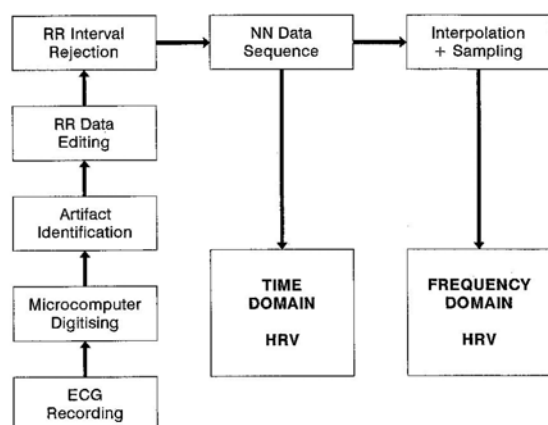 RR Interval
Rejection
NN Data
Sequence
Interpolation
+ Sampling
RR Data
Editing
Artifact
Identification
Microcomputer
Digitising
ECG
Recording
TIME
DOMAIN
HRV
FREQUENCY
DOMAIN
HRV